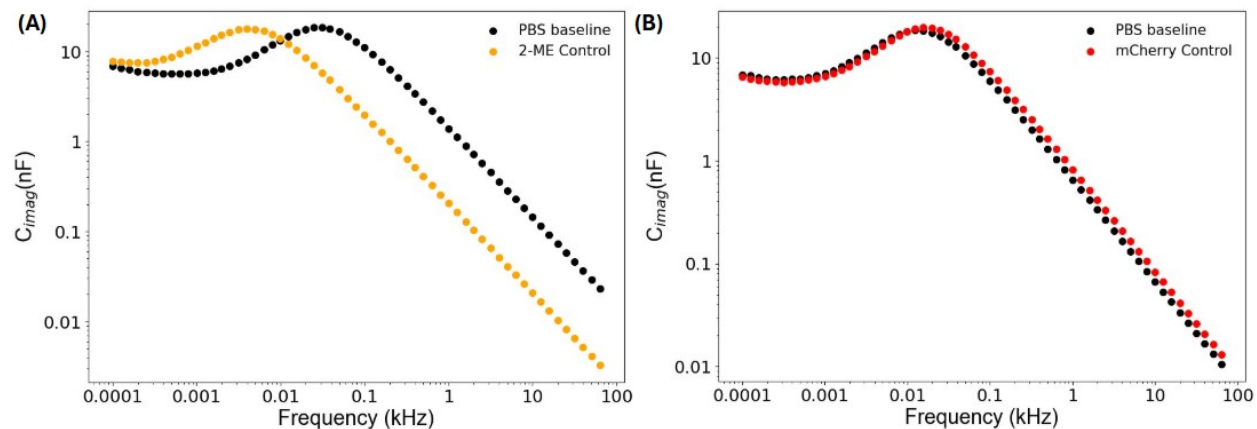 (A)
PBS baseline
2-ME Control
10
1
0.1
0.01
C_imag(nF)
0.0001 0.001 0.01 0.1 1 10 100
Frequency (kHz)
(B)
PBS baseline
mCherry Control
10
1
0.1
0.01
C_imag(nF)
0.0001 0.001 0.01 0.1 1 10 100
Frequency (kHz)